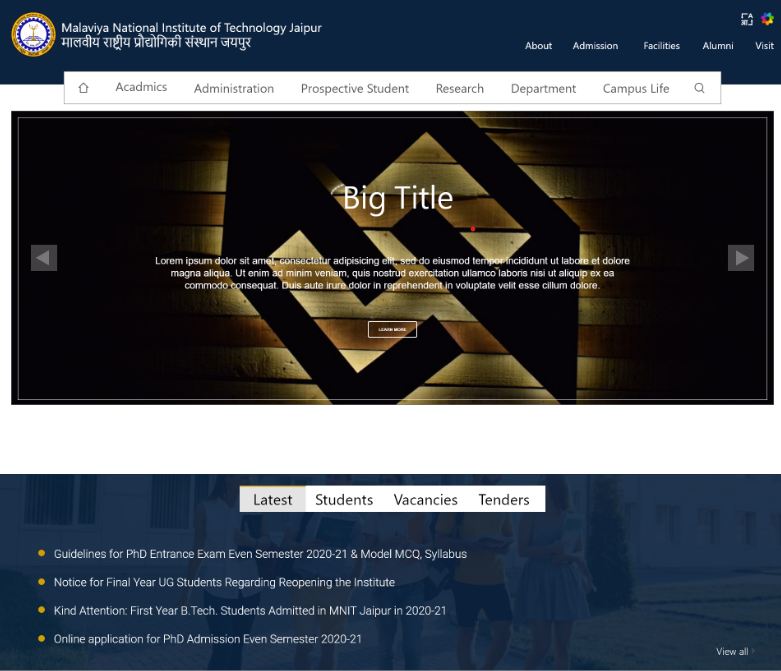 Malaviya National Institute of Technology Jaipur
मालवीय राष्ट्रीय प्रौद्योगिकी संस्थान जयपुर
About Admission Facilities Alumni Visit
Acadmics Administration Prospective Student Research Department Campus Life
Big Title
Lorem ipsum dolor sit amet, consectetur adipisicing elit, sed do eiusmod tempor incididunt ut labore et dolore
magna aliqua. Ut enim ad minim veniam, quis nostrud exercitation ullamco laboris nisi ut aliquip ex ea
commodo consequat. Duis aute irure dolor in reprehenderit in voluptate velit esse cillum dolore.
LEARN MORE
Latest Students Vacancies Tenders
Guidelines for PhD Entrance Exam Even Semester 2020-21 & Model MCQ, Syllabus
Notice for Final Year UG Students Regarding Reopening the Institute
Kind Attention: First Year B.Tech. Students Admitted in MNIT Jaipur in 2020-21
Online application for PhD Admission Even Semester 2020-21
View all